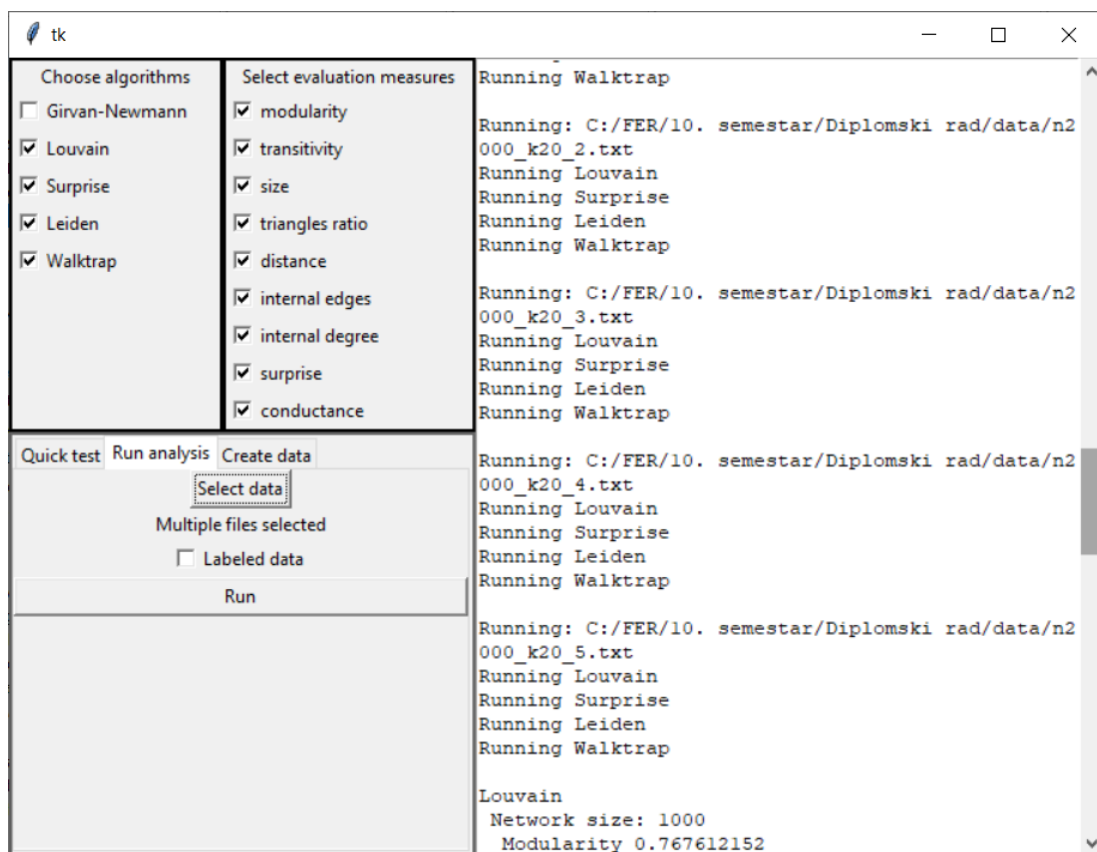 tk
Choose algorithms
Girvan-Newmann
Louvain
Surprise
Leiden
Walktrap
Select evaluation measures
modularity
transitivity
size
triangles ratio
distance
internal edges
internal degree
surprise
conductance
Quick test
Run analysis
Create data
Select data
Multiple files selected
Labeled data
Run
Running Walktrap
Running: C:/FER/10. semestar/Diplomski rad/data/n2
000_k20_2.txt
Running Louvain
Running Surprise
Running Leiden
Running Walktrap
Running: C:/FER/10. semestar/Diplomski rad/data/n2
000_k20_3.txt
Running Louvain
Running Surprise
Running Leiden
Running Walktrap
Running: C:/FER/10. semestar/Diplomski rad/data/n2
000_k20_4.txt
Running Louvain
Running Surprise
Running Leiden
Running Walktrap
Running: C:/FER/10. semestar/Diplomski rad/data/n2
000_k20_5.txt
Running Louvain
Running Surprise
Running Leiden
Running Walktrap
Louvain
Network size: 1000
Modularity 0.767612152